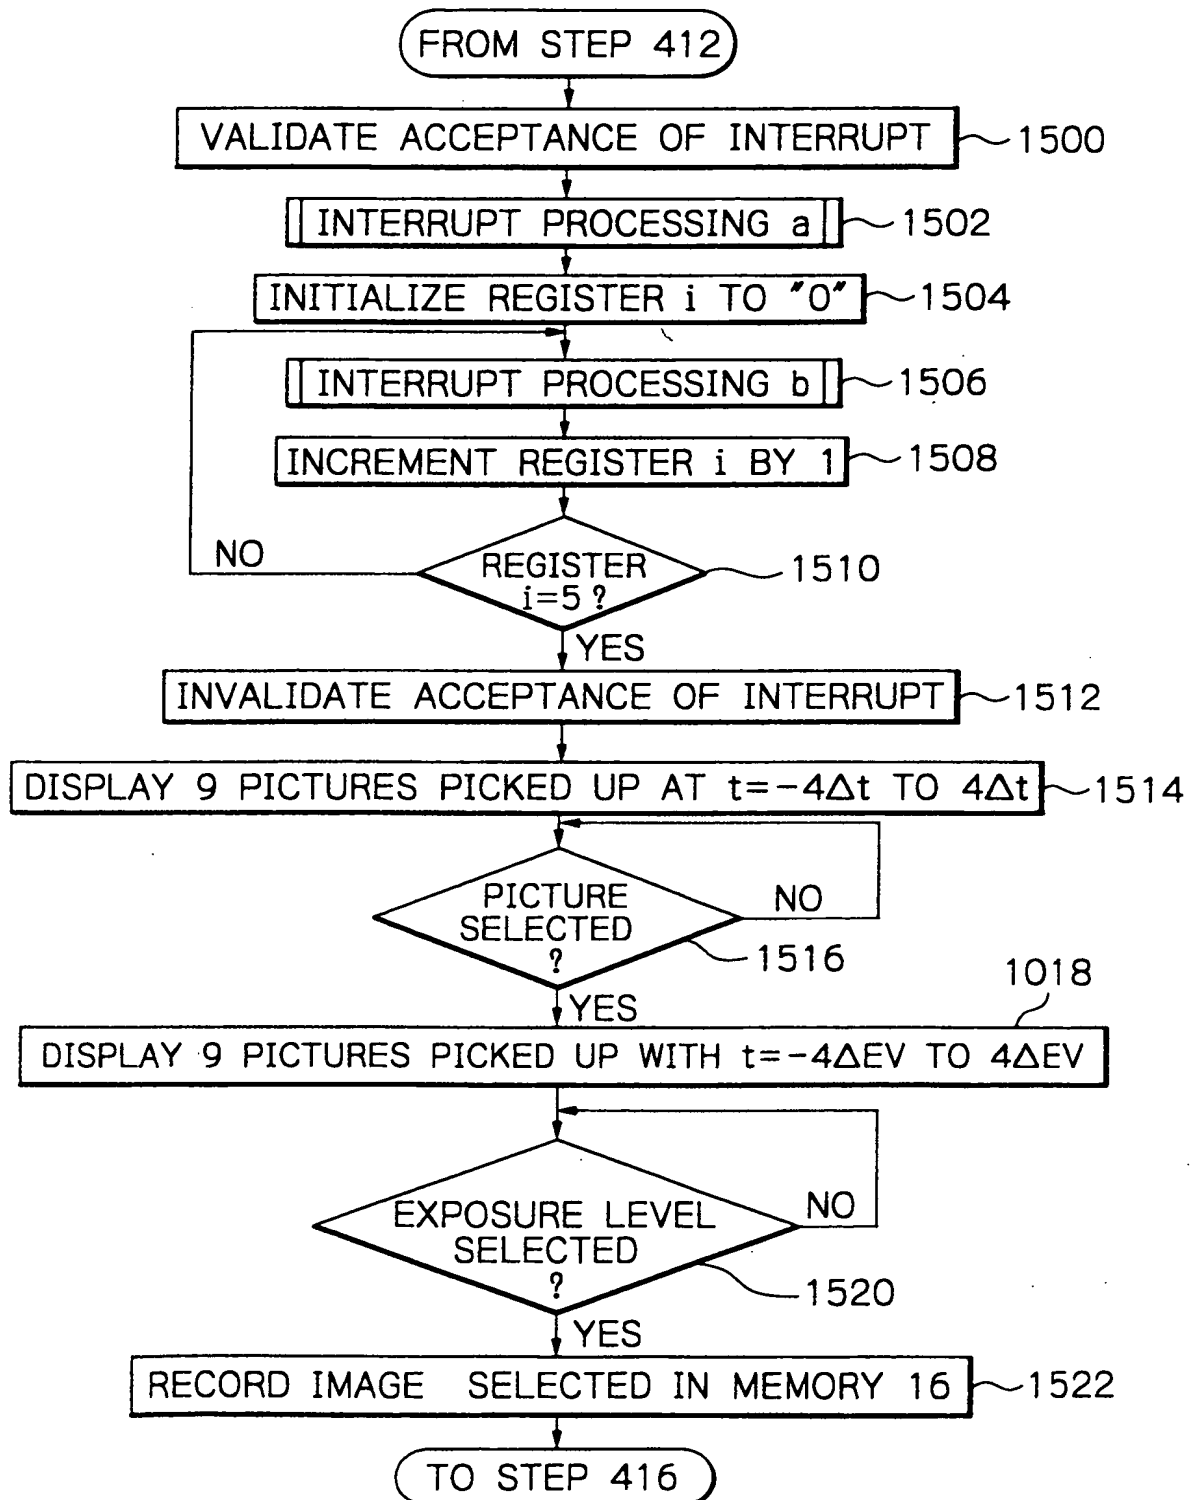 FROM STEP 412
VALIDATE ACCEPTANCE OF INTERRUPT
1500
INTERRUPT PROCESSING a
1502
INITIALIZE REGISTER i TO "0"
1504
INTERRUPT PROCESSING b
1506
INCREMENT REGISTER i BY 1
1508
REGISTER
i=5 ?
1510
NO
YES
INVALIDATE ACCEPTANCE OF INTERRUPT
1512
DISPLAY 9 PICTURES PICKED UP AT t=-4Δt TO 4Δt
1514
PICTURE
SELECTED
?
NO
1516
YES
1018
DISPLAY 9 PICTURES PICKED UP WITH t=-4ΔEV TO 4ΔEV
EXPOSURE LEVEL
SELECTED
?
NO
1520
YES
RECORD IMAGE SELECTED IN MEMORY 16
1522
TO STEP 416